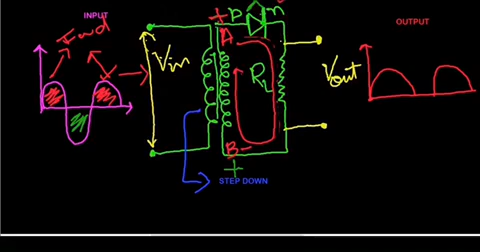 INPUT
OUTPUT
Fwd
+ P n
A
Vin
RL
Vout
B -
+
STEP DOWN